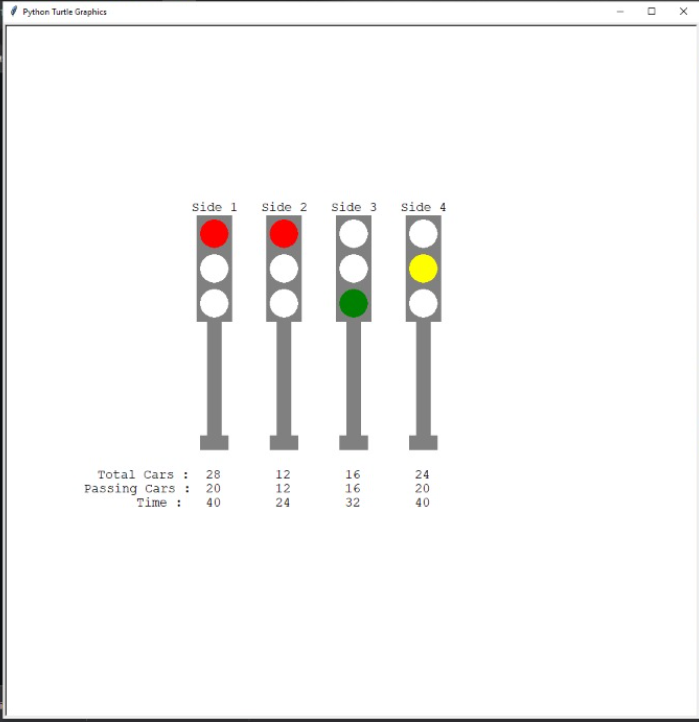 Python Turtle Graphics
Side 1 Side 2 Side 3 Side 4
Total Cars : 28 12 16 24
Passing Cars : 20 12 16 20
Time : 40 24 32 40